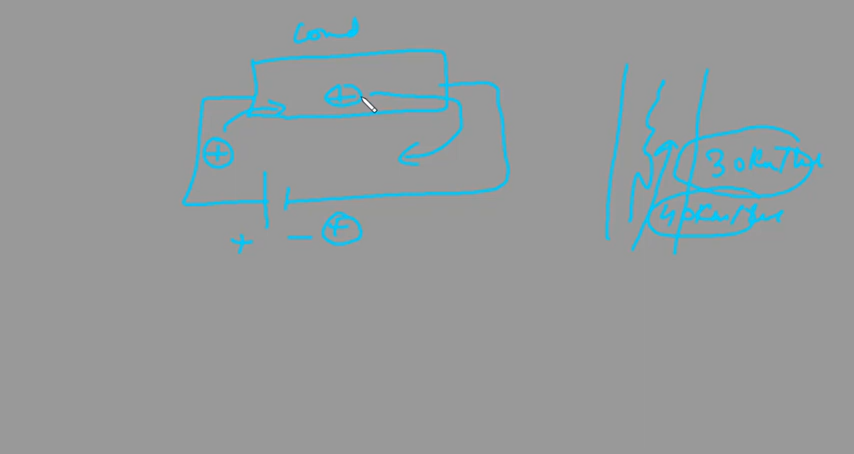 cond
+
+
30km/hr
40km/hr
+ − +